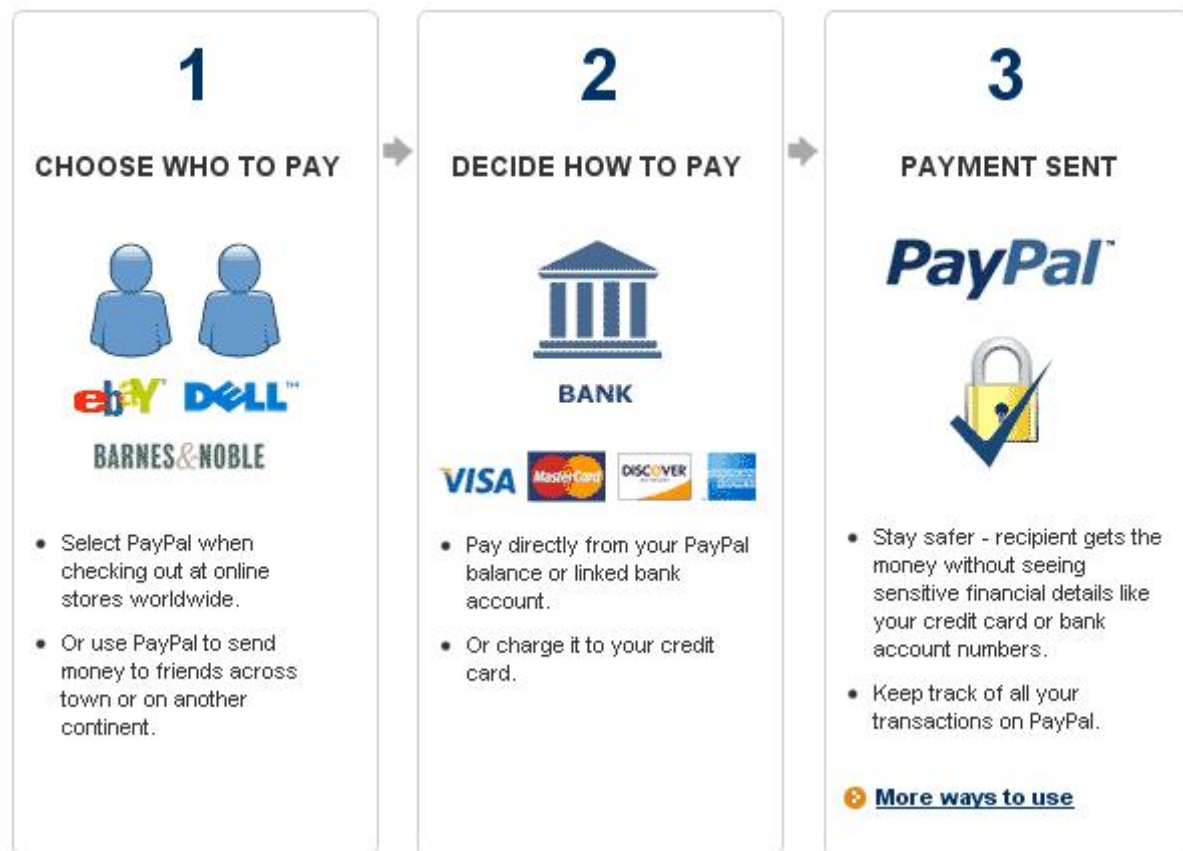 1
CHOOSE WHO TO PAY
ebay DELL™
BARNES&NOBLE
• Select PayPal when
checking out at online
stores worldwide.
• Or use PayPal to send
money to friends across
town or on another
continent.
2
DECIDE HOW TO PAY
BANK
VISA MasterCard DISCOVER
• Pay directly from your PayPal
balance or linked bank
account.
• Or charge it to your credit
card.
3
PAYMENT SENT
PayPal™
• Stay safer - recipient gets the
money without seeing
sensitive financial details like
your credit card or bank
account numbers.
• Keep track of all your
transactions on PayPal.
More ways to use